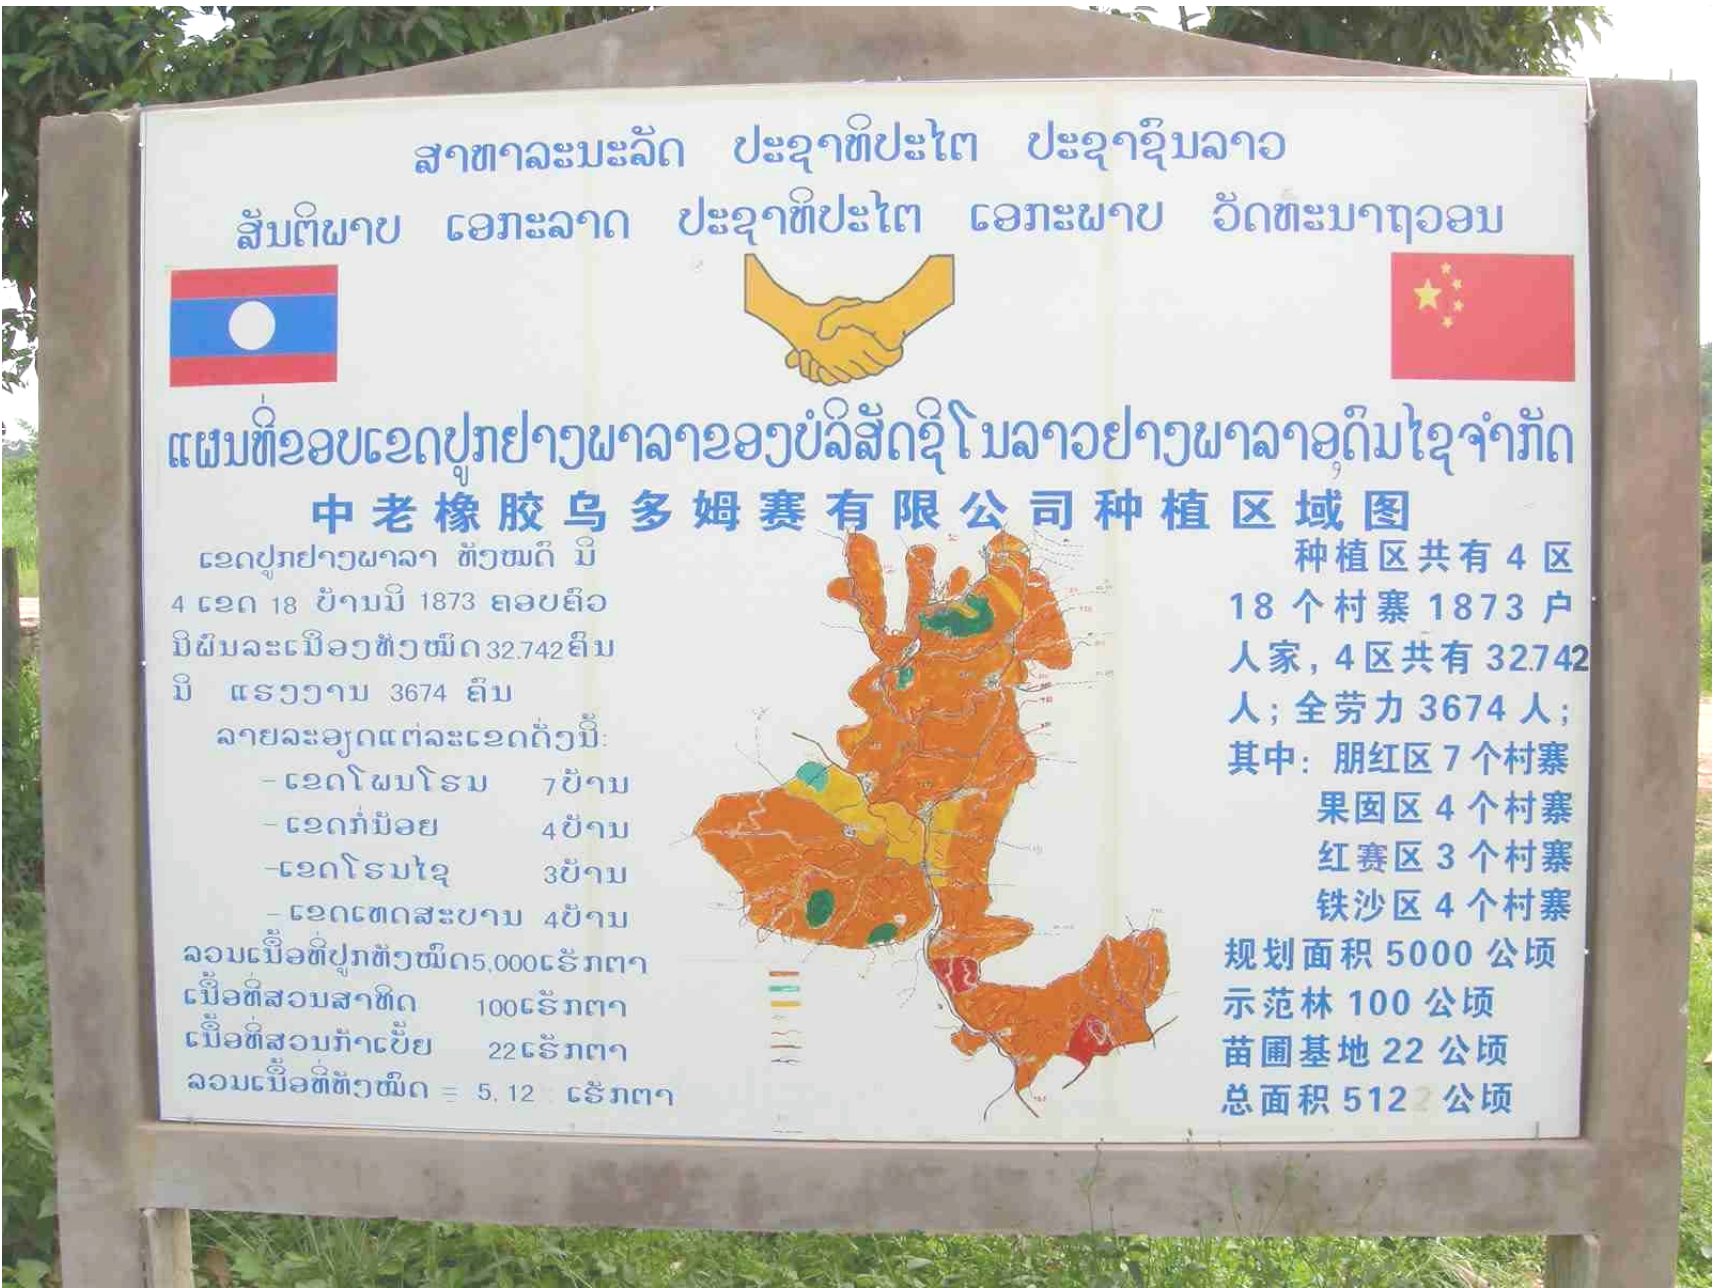 ສາທາລະນະລັດ ປະຊາທິປະໄຕ ປະຊາຊົນລາວ
ສັນຕິພາບ ເອກະລາດ ປະຊາທິປະໄຕ ເອກະພາບ ວັດທະນາຖາວອນ
ແຜນທີ່ຂອບເຂດປູກຢາງພາລາຂອງບໍລິສັດຊີໂນລາວຢາງພາລາອຸດົມໄຊຈຳກັດ
中老橡胶乌多姆赛有限公司种植区域图
ເຂດປູກຢາງພາລາ ທັງໝດົ ມີ
4 ເຂດ 18 ບ້ານມີ 1873 ຄອບຄົວ
ມີພົນລະເມືອງທັງໝົດ32.742ຄົນ
ມີ ແຮງງານ 3674 ຄົນ
ລາຍລະອຽດແຕ່ລະເຂດດັ່ງນີ້:
-ເຂດໂພນໂຮມ 7ບ້ານ
-ເຂດກໍ່ນ້ອຍ 4ບ້ານ
-ເຂດໂຮມໄຊ 3ບ້ານ
-ເຂດເທດສະບານ 4ບ້ານ
ລວມເນື້ອທີ່ປູກທັງໝົດ5,000ເຮັກຕາ
ເນື້ອທີ່ສວນສາທິດ 100ເຮັກຕາ
ເນື້ອທີ່ສວນກ້າເບັ້ຍ 22ເຮັກຕາ
ລວມເນື້ອທີ່ທັງໝົດ = 5,12 ເຮັກຕາ
种植区共有 4 区
18 个村寨 1873 户
人家, 4区共有 32.742
人; 全劳力 3674 人;
其中: 朋红区 7 个村寨
果囡区 4 个村寨
红赛区 3 个村寨
铁沙区 4 个村寨
规划面积 5000 公顷
示范林 100 公顷
苗圃基地 22 公顷
总面积 5122 公顷